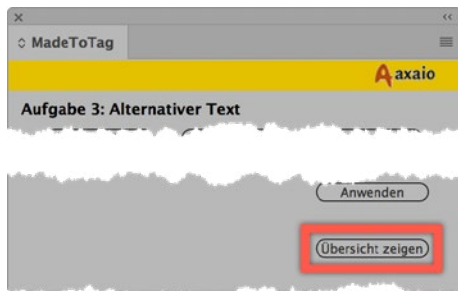 MadeToTag
axaio
Aufgabe 3: Alternativer Text
Anwenden
Übersicht zeigen